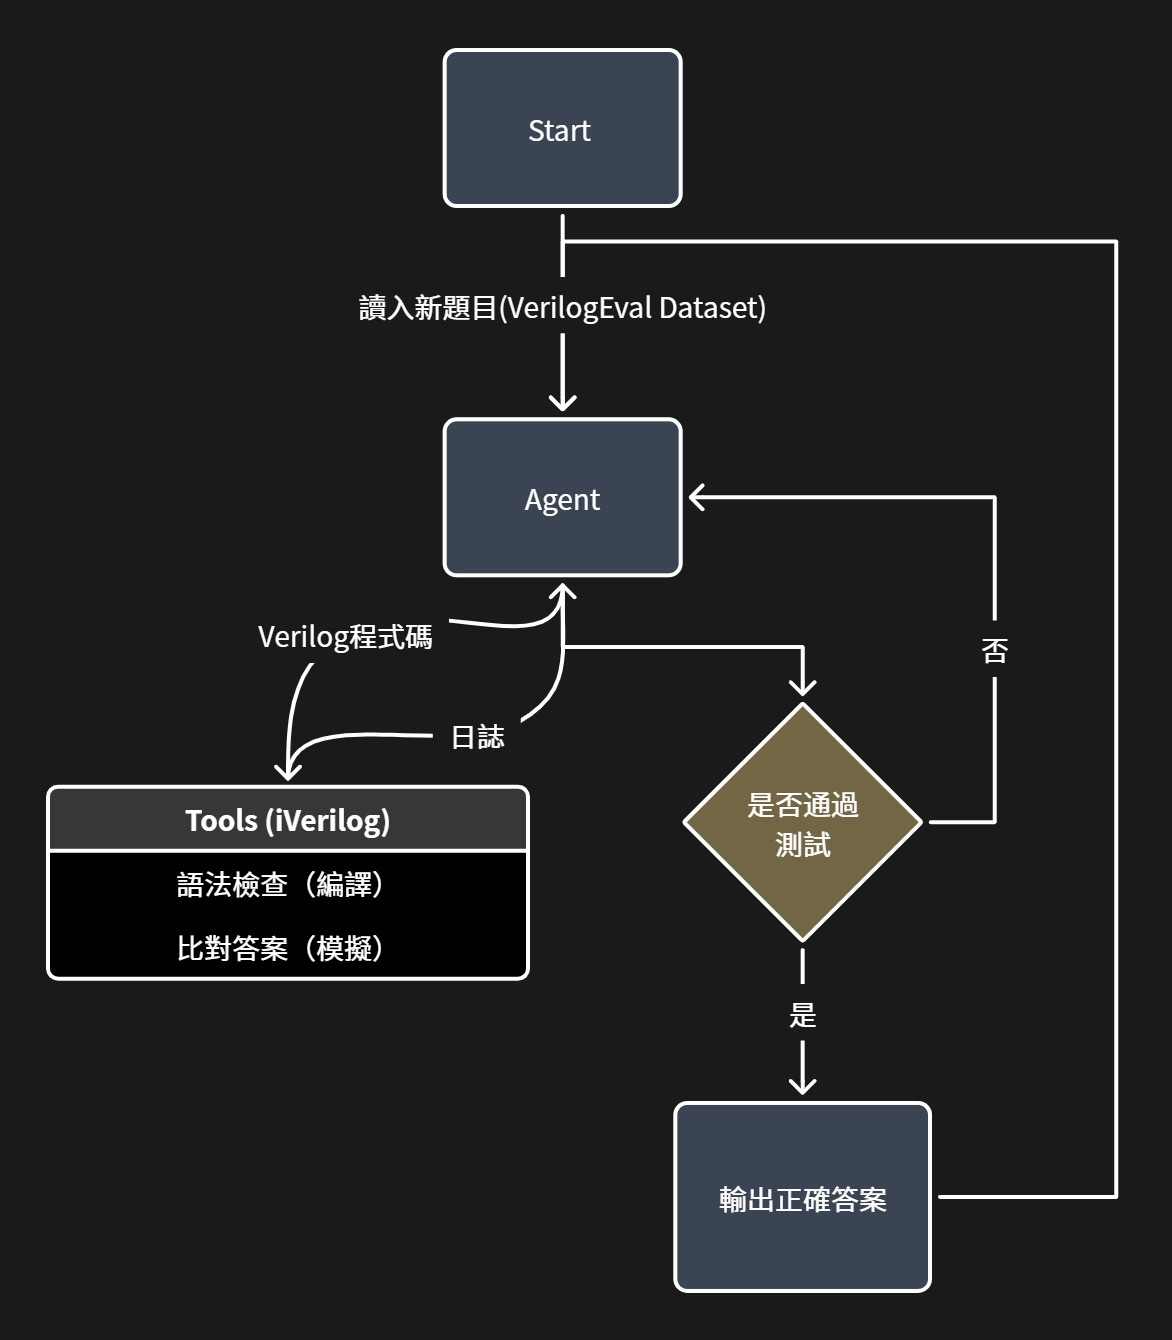 Start
讀入新題目(VerilogEval Dataset)
Agent
Verilog程式碼
否
日誌
Tools (iVerilog)
語法檢查（編譯）
比對答案（模擬）
是否通過
測試
是
輸出正確答案